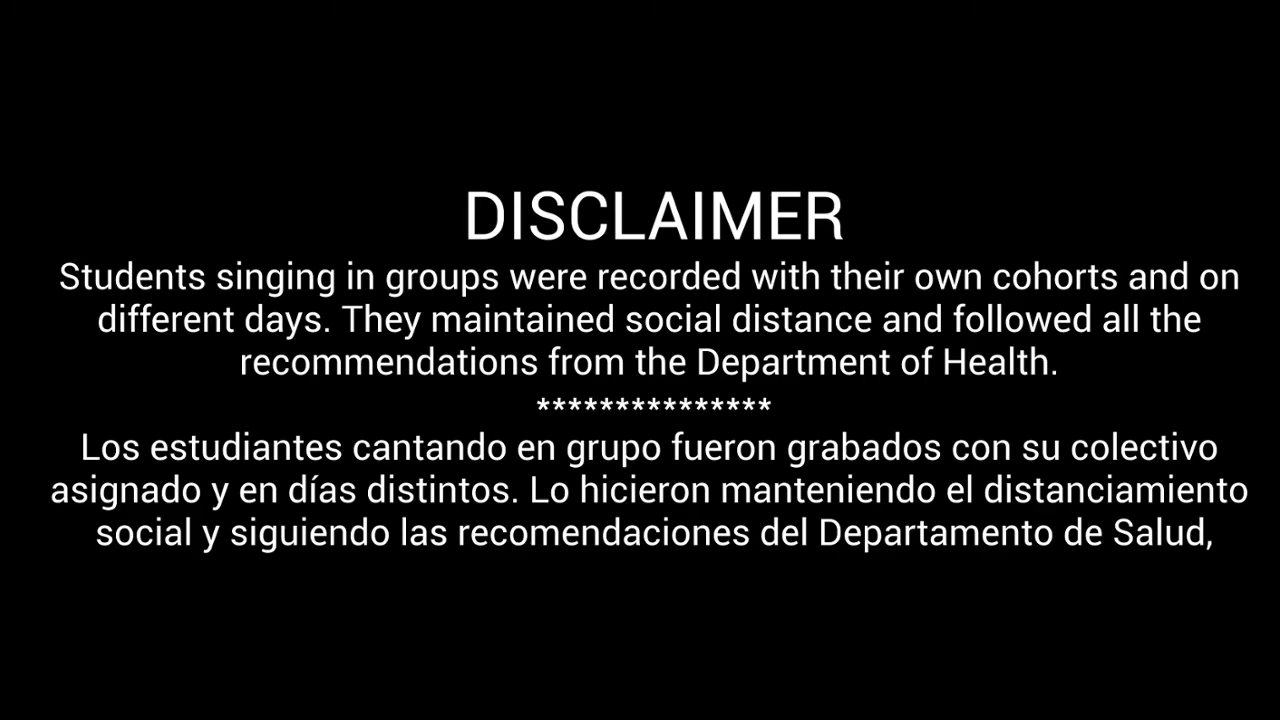 DISCLAIMER
Students singing in groups were recorded with their own cohorts and on
different days. They maintained social distance and followed all the
recommendations from the Department of Health.
***************
Los estudiantes cantando en grupo fueron grabados con su colectivo
asignado y en días distintos. Lo hicieron manteniendo el distanciamiento
social y siguiendo las recomendaciones del Departamento de Salud,